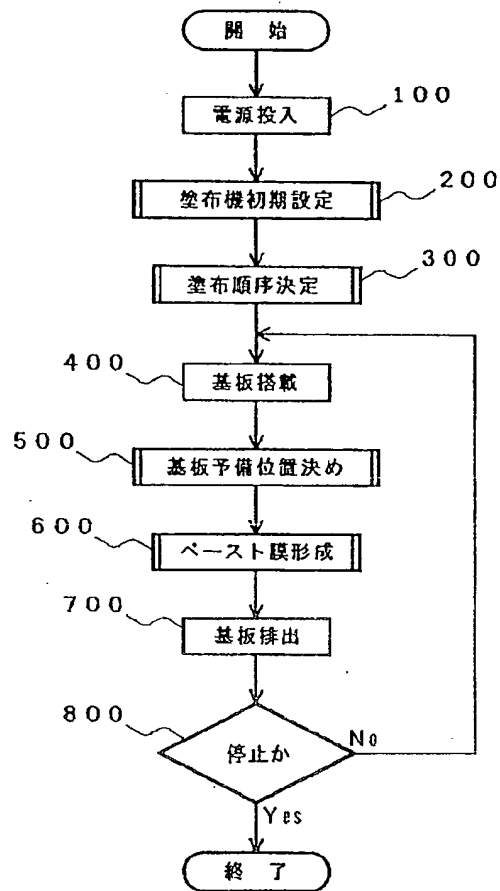 開 始
電源投入
１００
塗布機初期設定
２００
塗布順序決定
３００
４００
基板搭載
５００
基板予備位置決め
６００
ペースト膜形成
７００
基板排出
８００
停止か
No
Yes
終 了